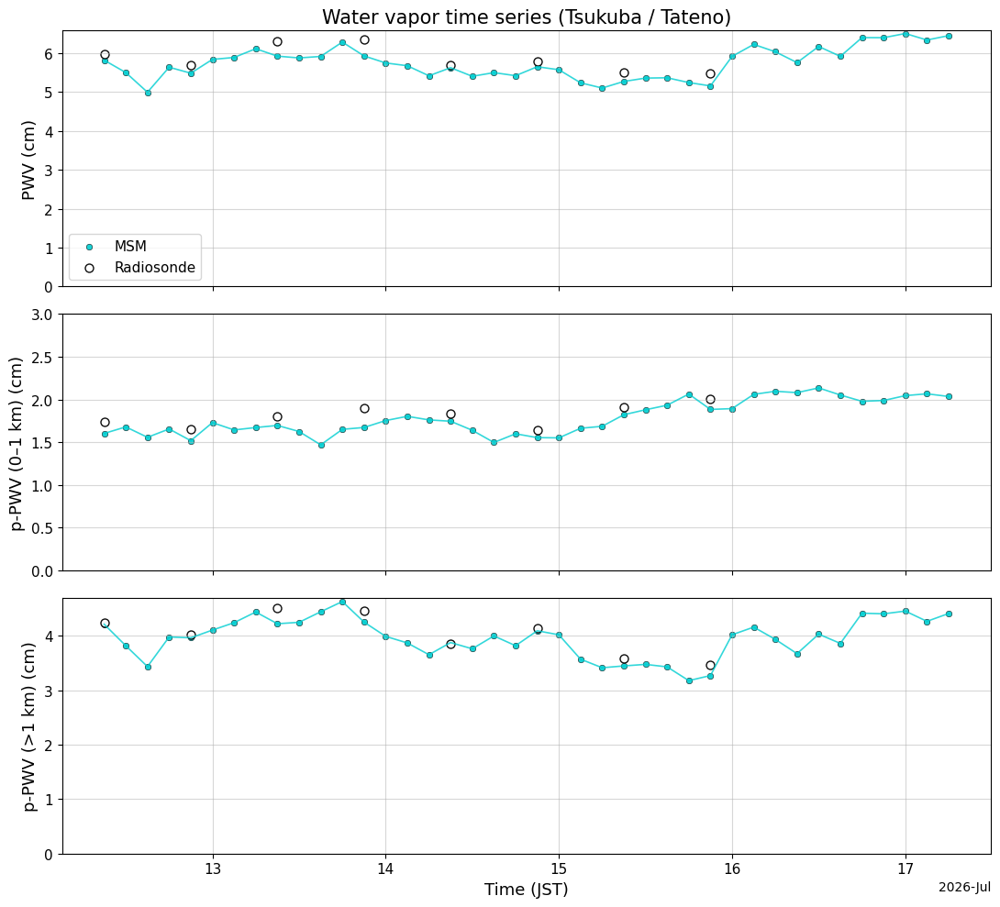 Water vapor time series (Tsukuba / Tateno)
PWV (cm)
6
5
4
3
2
1
0
MSM
Radiosonde
p-PWV (0–1 km) (cm)
3.0
2.5
2.0
1.5
1.0
0.5
0.0
p-PWV (>1 km) (cm)
4
3
2
1
0
13 14 15 16 17
Time (JST)
2026-Jul